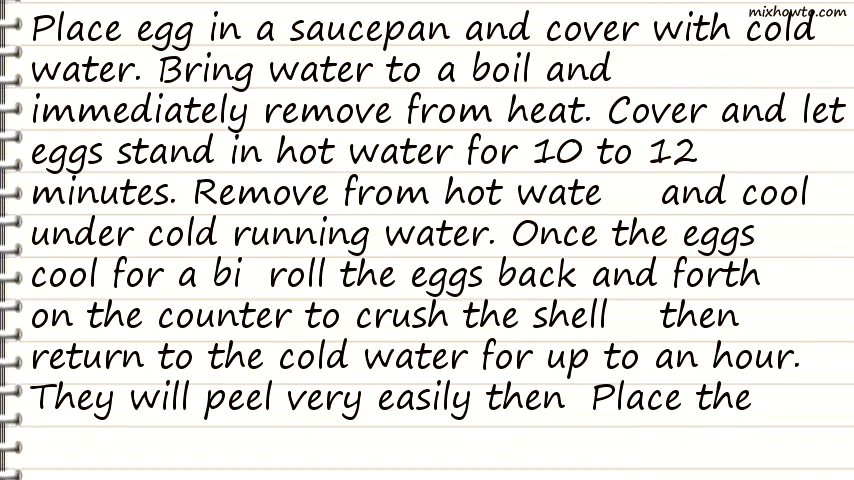 mixhowto.com
Place egg in a saucepan and cover with cold
water. Bring water to a boil and
immediately remove from heat. Cover and let
eggs stand in hot water for 10 to 12
minutes. Remove from hot wate and cool
under cold running water. Once the eggs
cool for a bi roll the eggs back and forth
on the counter to crush the shell then
return to the cold water for up to an hour.
They will peel very easily then Place the